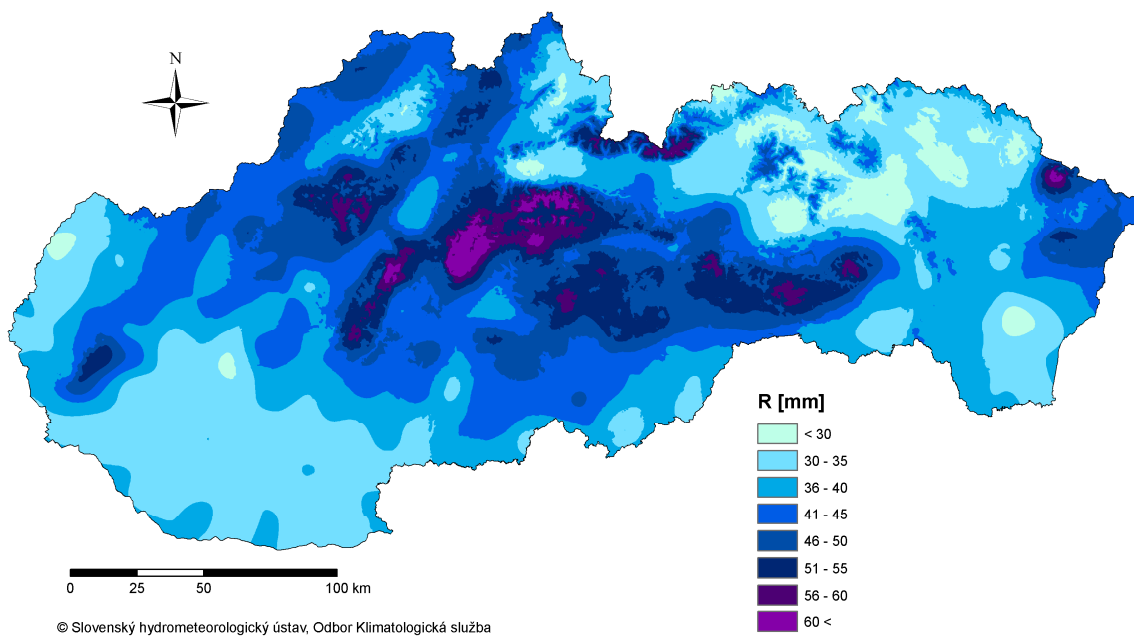 N
R [mm]
< 30
30 - 35
36 - 40
41 - 45
46 - 50
51 - 55
56 - 60
60 <
0 25 50 100 km
© Slovenský hydrometeorologický ústav, Odbor Klimatologická služba